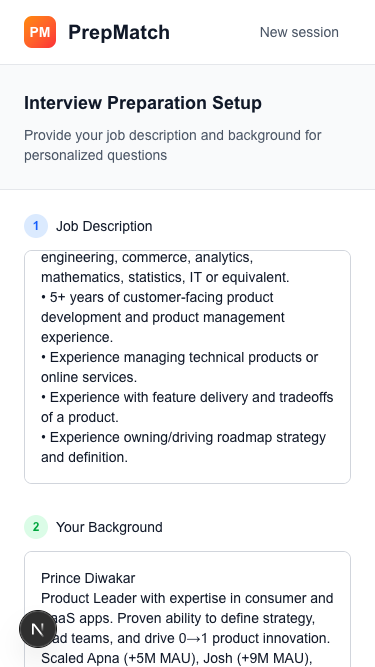 PM PrepMatch New session
Interview Preparation Setup
Provide your job description and background for
personalized questions
1 Job Description
engineering, commerce, analytics,
mathematics, statistics, IT or equivalent.
• 5+ years of customer-facing product
development and product management
experience.
• Experience managing technical products or
online services.
• Experience with feature delivery and tradeoffs
of a product.
• Experience owning/driving roadmap strategy
and definition.
2 Your Background
Prince Diwakar
Product Leader with expertise in consumer and
apps. Proven ability to define strategy,
teams, and drive 0→1 product innovation.
Scaled Apna (+5M MAU), Josh (+9M MAU),
N